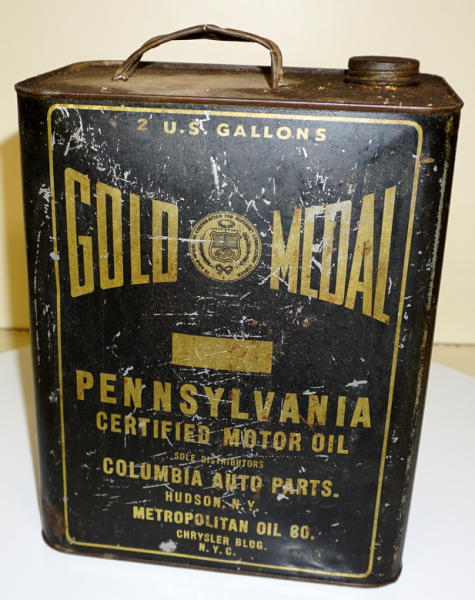 2 U.S. GALLONS
GOLD MEDAL
PENNSYLVANIA
CERTIFIED MOTOR OIL
SOLE DISTRIBUTORS
COLUMBIA AUTO PARTS.
HUDSON, N.Y.
METROPOLITAN OIL CO.
CHRYSLER BLDG.
N.Y.C.